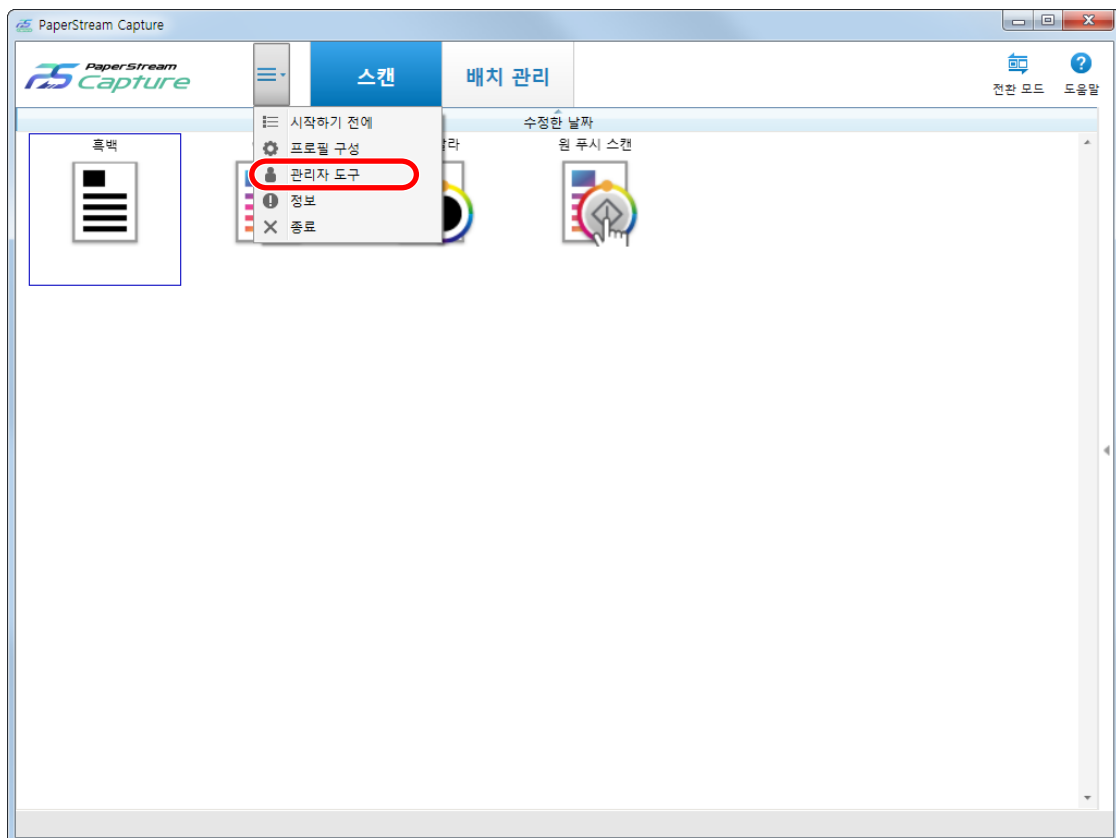 PaperStream Capture
PaperStream
Capture
스캔
배치 관리
전환 모드
도움말
수정한 날짜
시작하기 전에
프로필 구성
관리자 도구
정보
종료
흑백
원 푸시 스캔